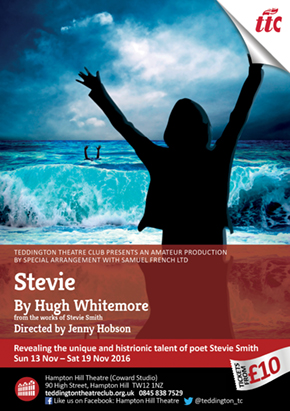 ttc
TEDDINGTON THEATRE CLUB PRESENTS AN AMATEUR PRODUCTION
BY SPECIAL ARRANGEMENT WITH SAMUEL FRENCH LTD
Stevie
By Hugh Whitemore
from the works of Stevie Smith
Directed by Jenny Hobson
Revealing the unique and histrionic talent of poet Stevie Smith
Sun 13 Nov – Sat 19 Nov 2016
TICKETS FROM £10
Hampton Hill Theatre (Coward Studio)
90 High Street, Hampton Hill TW12 1NZ
teddingtontheatreclub.org.uk 0845 838 7529
Like us on Facebook: Hampton Hill Theatre @teddington_tc